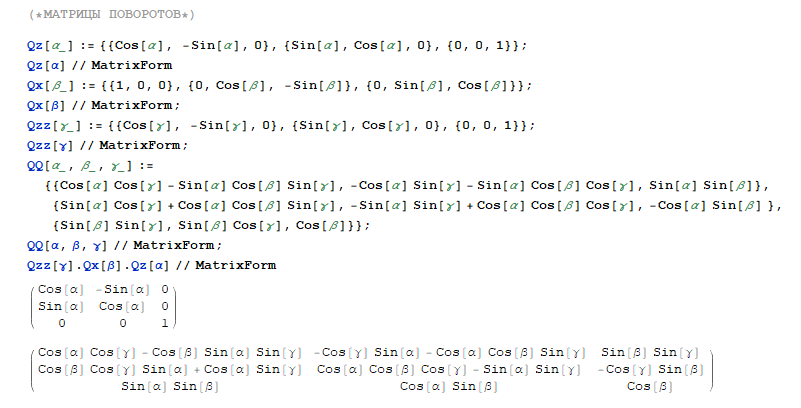 (*МАТРИЦЫ ПОВОРОТОВ*)
Qz[α_] := {{Cos[α], -Sin[α], 0}, {Sin[α], Cos[α], 0}, {0, 0, 1}};
Qz[α] // MatrixForm
Qx[β_] := {{1, 0, 0}, {0, Cos[β], -Sin[β]}, {0, Sin[β], Cos[β]}};
Qx[β] // MatrixForm;
Qzz[γ_] := {{Cos[γ], -Sin[γ], 0}, {Sin[γ], Cos[γ], 0}, {0, 0, 1}};
Qzz[γ] // MatrixForm;
QQ[α_, β_, γ_] :=
{{Cos[α] Cos[γ] - Sin[α] Cos[β] Sin[γ], -Cos[α] Sin[γ] - Sin[α] Cos[β] Cos[γ], Sin[α] Sin[β]},
{Sin[α] Cos[γ] + Cos[α] Cos[β] Sin[γ], -Sin[α] Sin[γ] + Cos[α] Cos[β] Cos[γ], -Cos[α] Sin[β] },
{Sin[β] Sin[γ], Sin[β] Cos[γ], Cos[β]}};
QQ[α, β, γ] // MatrixForm;
Qzz[γ].Qx[β].Qz[α] // MatrixForm
Cos[α] -Sin[α] 0
Sin[α] Cos[α] 0
0 0 1
Cos[α] Cos[γ] - Cos[β] Sin[α] Sin[γ] -Cos[γ] Sin[α] - Cos[α] Cos[β] Sin[γ] Sin[β] Sin[γ]
Cos[β] Cos[γ] Sin[α] + Cos[α] Sin[γ] Cos[α] Cos[β] Cos[γ] - Sin[α] Sin[γ] -Cos[γ] Sin[β]
Sin[α] Sin[β] Cos[α] Sin[β] Cos[β]